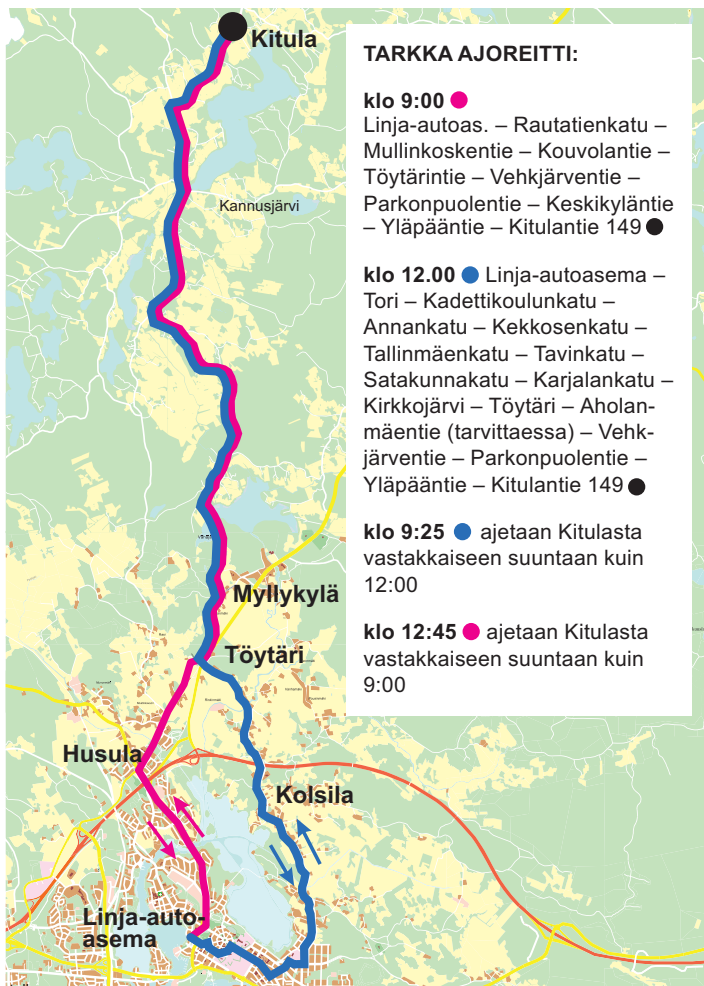 Kitula
Kannusjärvi
Myllykylä
Töytäri
Husula
Kolsila
Linja-auto-
asema
TARKKA AJOREITTI:
klo 9:00
Linja-autoas. – Rautatienkatu –
Mullinkoskentie – Kouvolantie –
Töytärintie – Vehkjärventie –
Parkonpuolentie – Keskikyläntie
– Yläpääntie – Kitulantie 149
klo 12.00 Linja-autoasema –
Tori – Kadettikoulunkatu –
Annankatu – Kekkosenkatu –
Tallinmäenkatu – Tavinkatu –
Satakunnakatu – Karjalankatu –
Kirkkojärvi – Töytäri – Aholan-
mäentie (tarvittaessa) – Vehk-
järventie – Parkonpuolentie –
Yläpääntie – Kitulantie 149
klo 9:25 ajetaan Kitulasta
vastakkaiseen suuntaan kuin
12:00
klo 12:45 ajetaan Kitulasta
vastakkaiseen suuntaan kuin
9:00